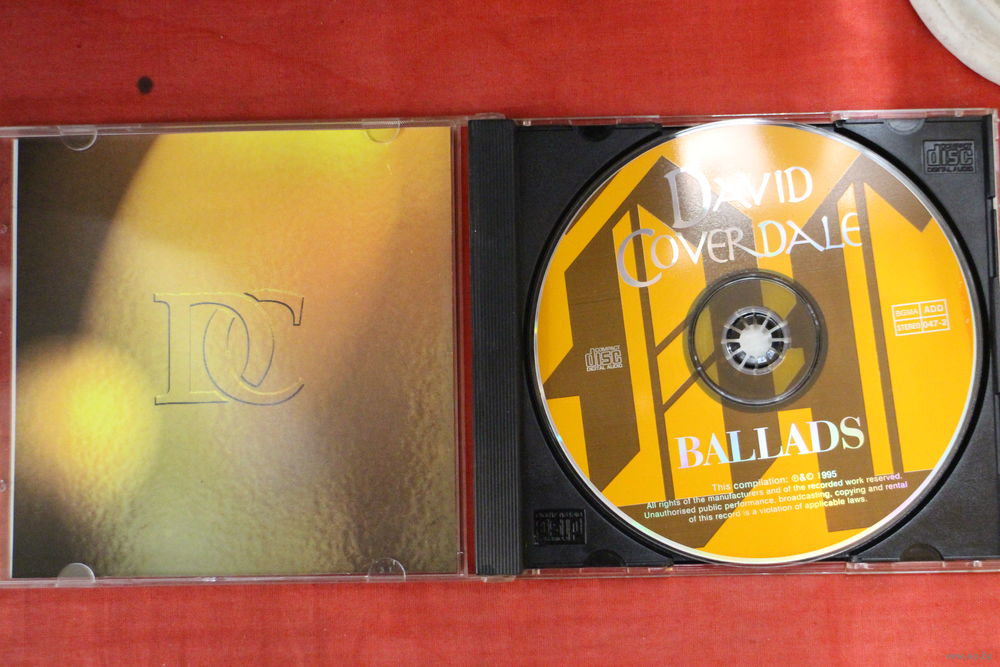 DC
DAVID
COVERDALE
COMPACT
disc
DIGITAL AUDIO
BGMA ADD
STEREO 047-2
COMPACT
disc
DIGITAL AUDIO
BALLADS
This compilation: ℗&© 1995
All rights of the manufacturers and of the recorded work reserved.
Unauthorised public performance, broadcasting, copying and rental
of this record is a violation of applicable laws.